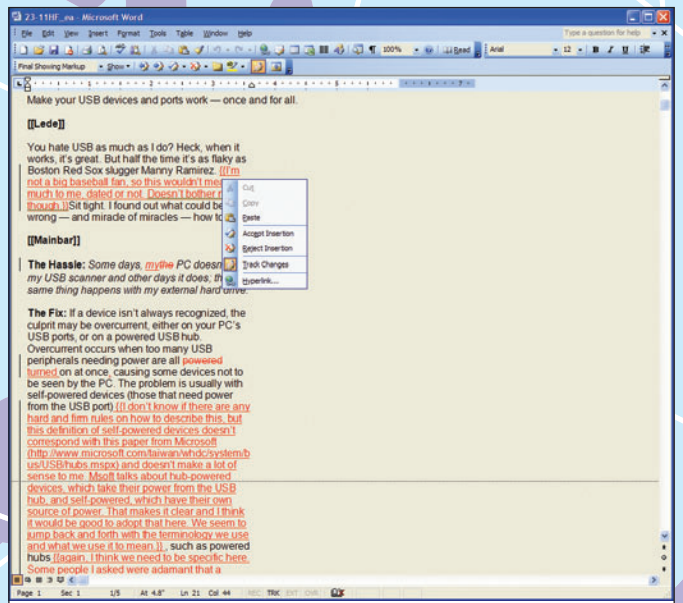 23-11HF_ea - Microsoft Word
File Edit View Insert Format Tools Table Window Help Type a question for help
100% Read Arial 12 B I U
Final Showing Markup Show
Make your USB devices and ports work — once and for all.
[[Lede]]
You hate USB as much as I do? Heck, when it
works, it's great. But half the time it's as flaky as
Boston Red Sox slugger Manny Ramirez. {{I'm
not a big baseball fan, so this wouldn't
much to me, dated or not. Doesn't bother
though.}}Sit tight. I found out what could be
wrong — and miracle of miracles — how
[[Mainbar]]
The Hassle: Some days, mythe PC
my USB scanner and other days it does;
same thing happens with my external hard drive.
The Fix: If a device isn't always recognized, the
culprit may be overcurrent, either on your PC's
USB ports, or on a powered USB hub.
Overcurrent occurs when too many USB
peripherals needing power are all powered
turned on at once, causing some devices not to
be seen by the PC. The problem is usually with
self-powered devices (those that need power
from the USB port) {{I don't know if there are any
hard and firm rules on how to describe this, but
this definition of self-powered devices doesn't
correspond with this paper from Microsoft
(http://www.microsoft.com/taiwan/whdc/system/b
us/USB/hubs.mspx) and doesn't make a lot of
sense to me. Msoft talks about hub-powered
devices, which take their power from the USB
hub, and self-powered, which have their own
source of power. That makes it clear and I think
it would be good to adopt that here. We seem to
jump back and forth with the terminology we use
and what we use it to mean.}} , such as powered
hubs {{again, I think we need to be specific here.
Some people I asked were adamant that a
Cut
Copy
Paste
Accept Insertion
Reject Insertion
Track Changes
Hyperlink...
Page 1 Sec 1 1/5 At 4.8" Ln 21 Col 44 REC TRK EXT OVR